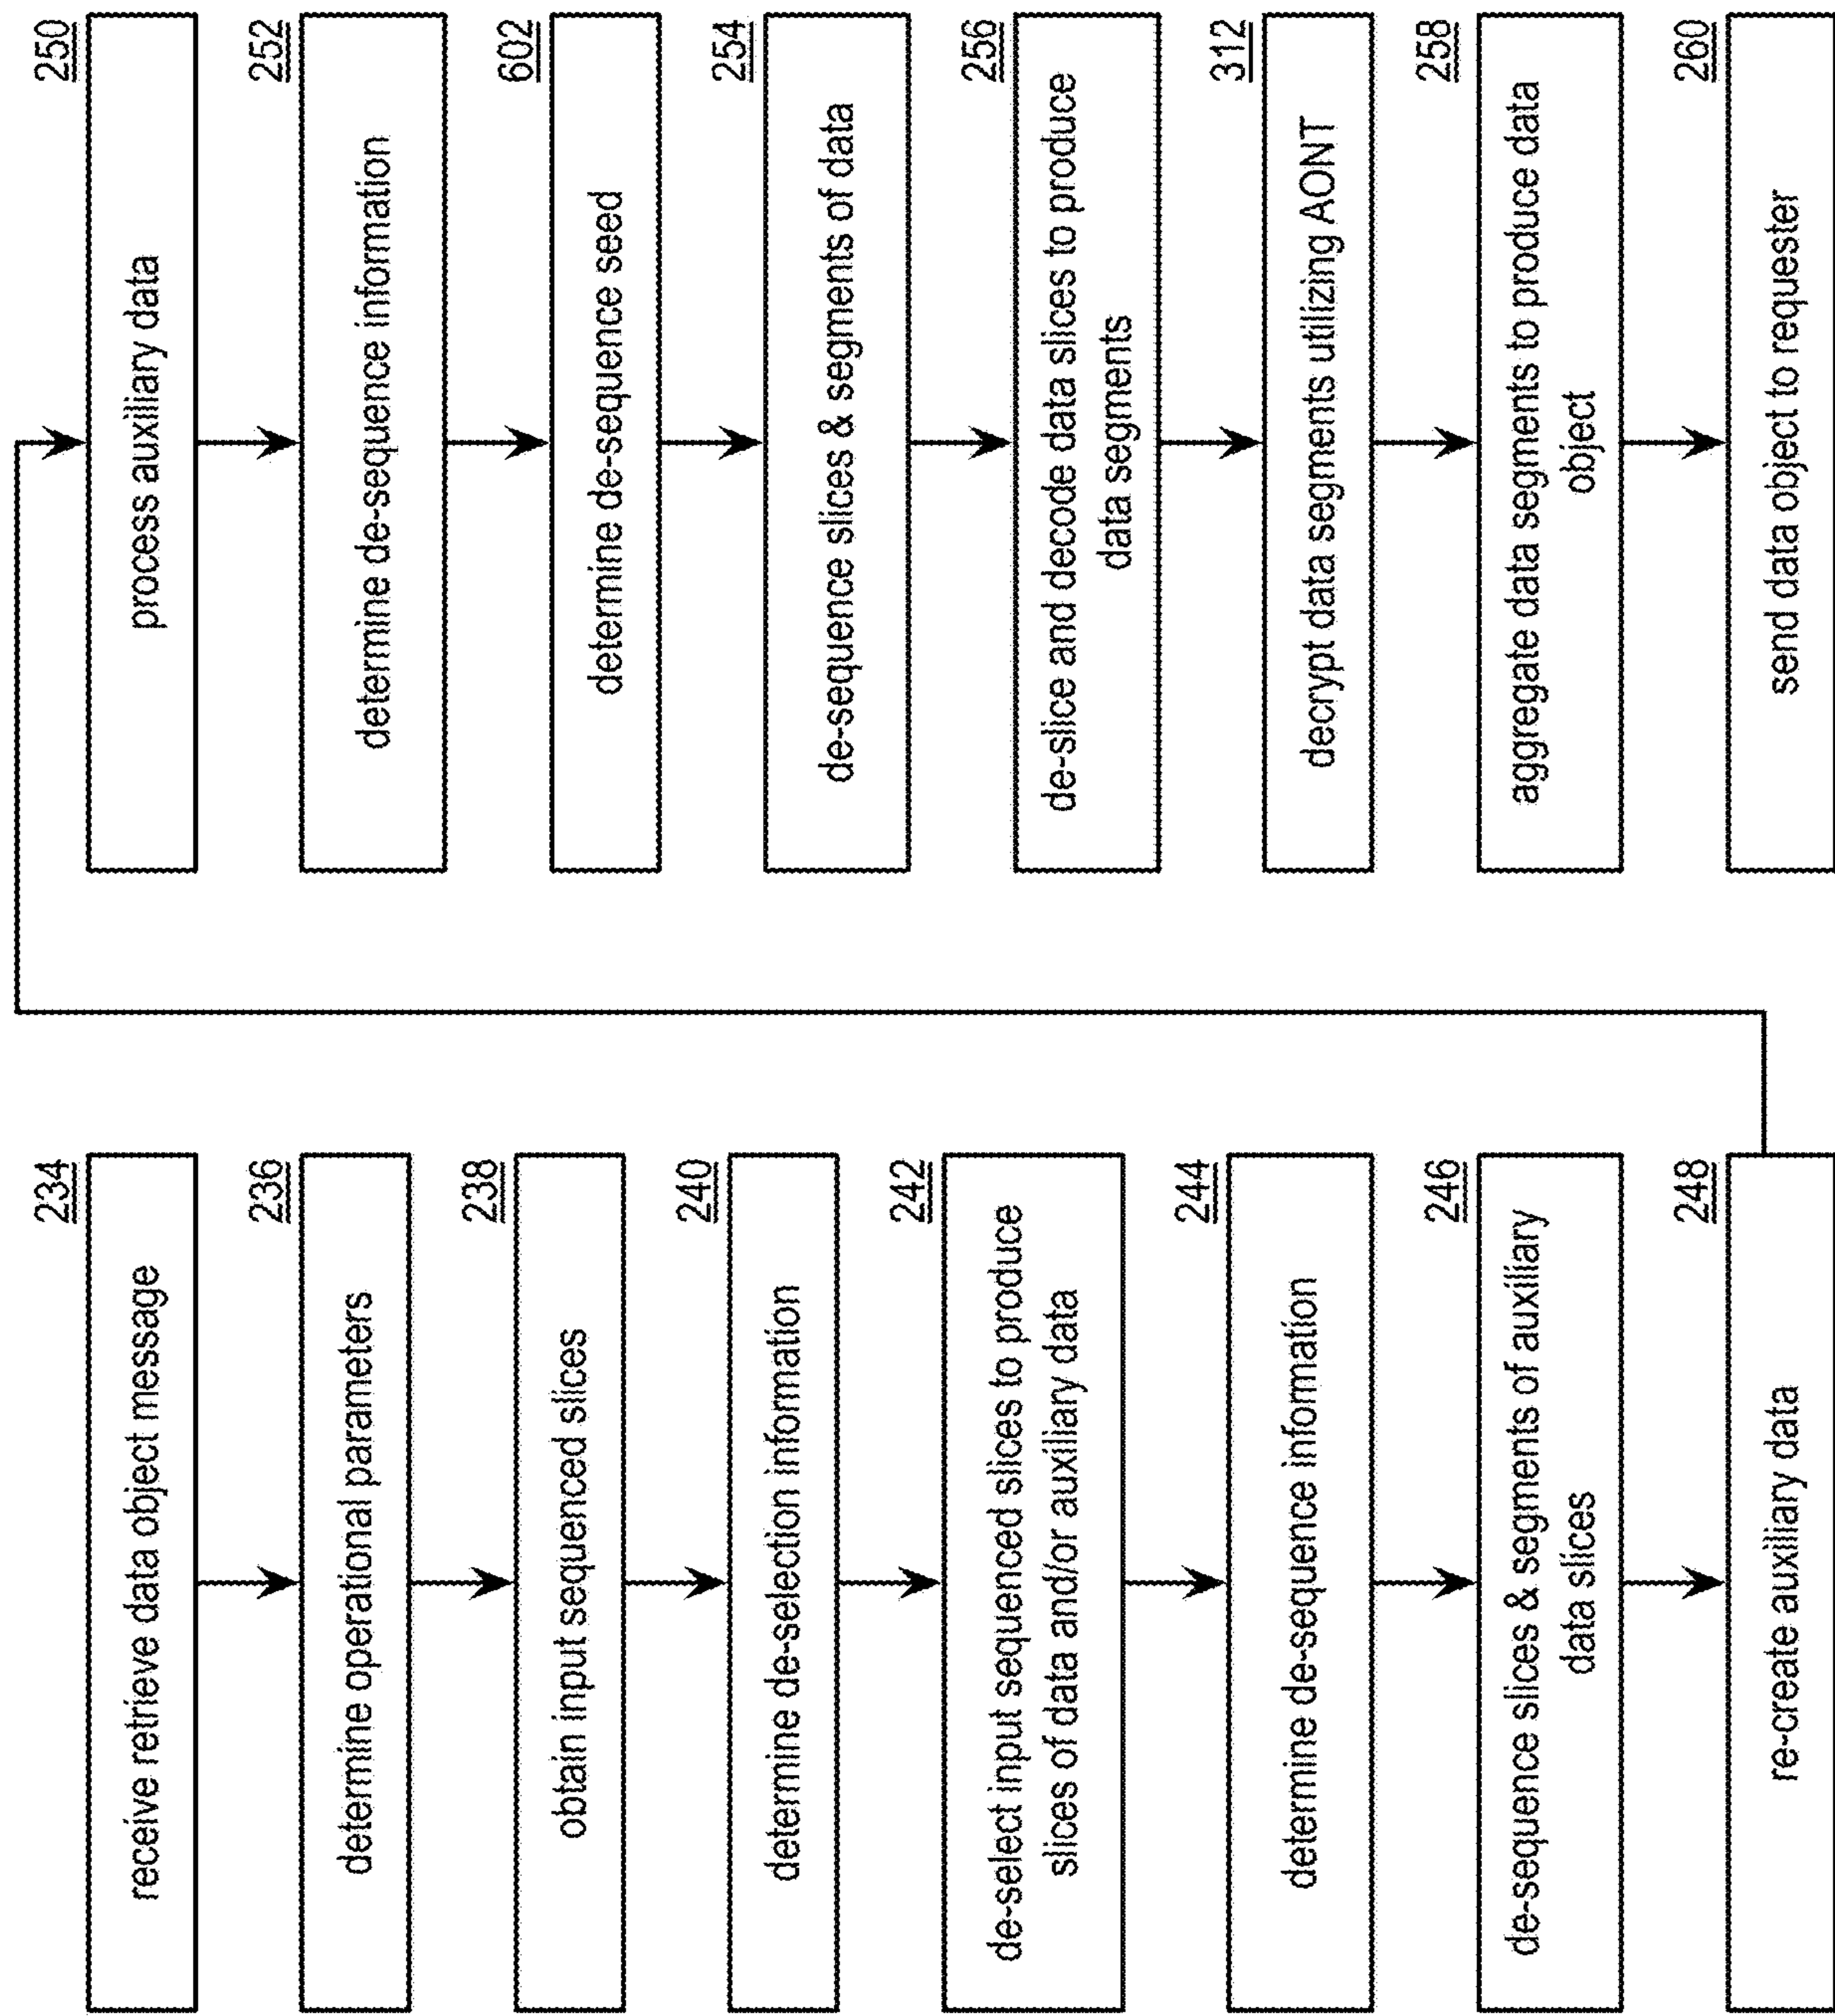 234
receive retrieve data object message
236
determine operational parameters
238
obtain input sequenced slices
240
determine de-selection information
242
de-select input sequenced slices to produce
slices of data and/or auxiliary data
244
determine de-sequence information
246
de-sequence slices & segments of auxiliary
data slices
248
re-create auxiliary data
250
process auxiliary data
252
determine de-sequence information
602
determine de-sequence seed
254
de-sequence slices & segments of data
256
de-slice and decode data slices to produce
data segments
312
decrypt data segments utilizing AONT
258
aggregate data segments to produce data
object
260
send data object to requester